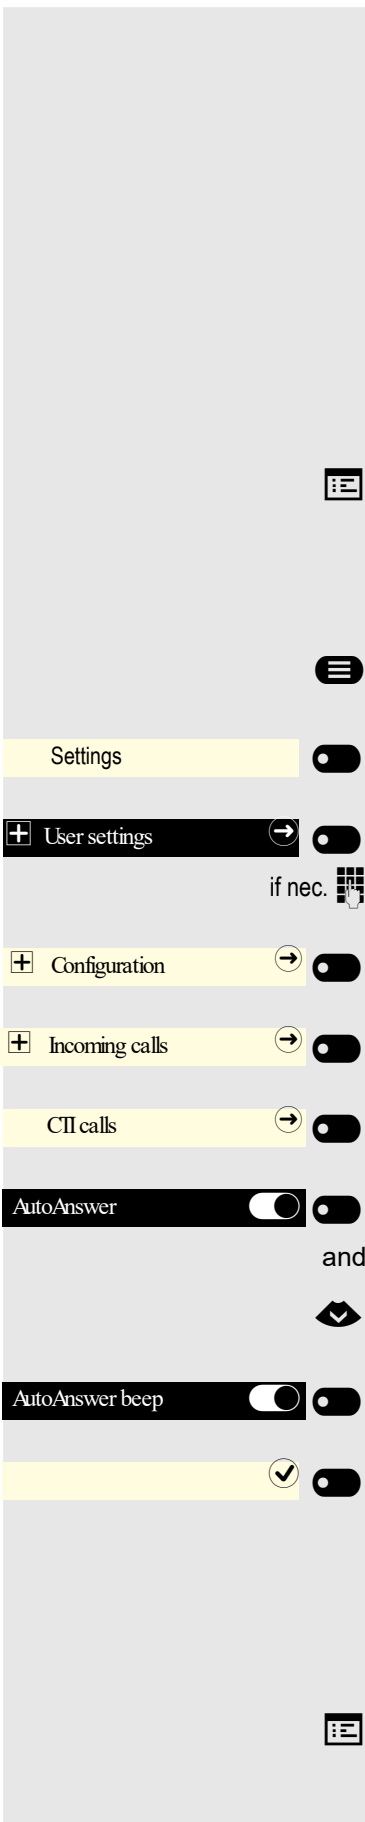 Settings
User settings
if nec.
Configuration
Incoming calls
CTI calls
AutoAnswer
and
AutoAnswer beep